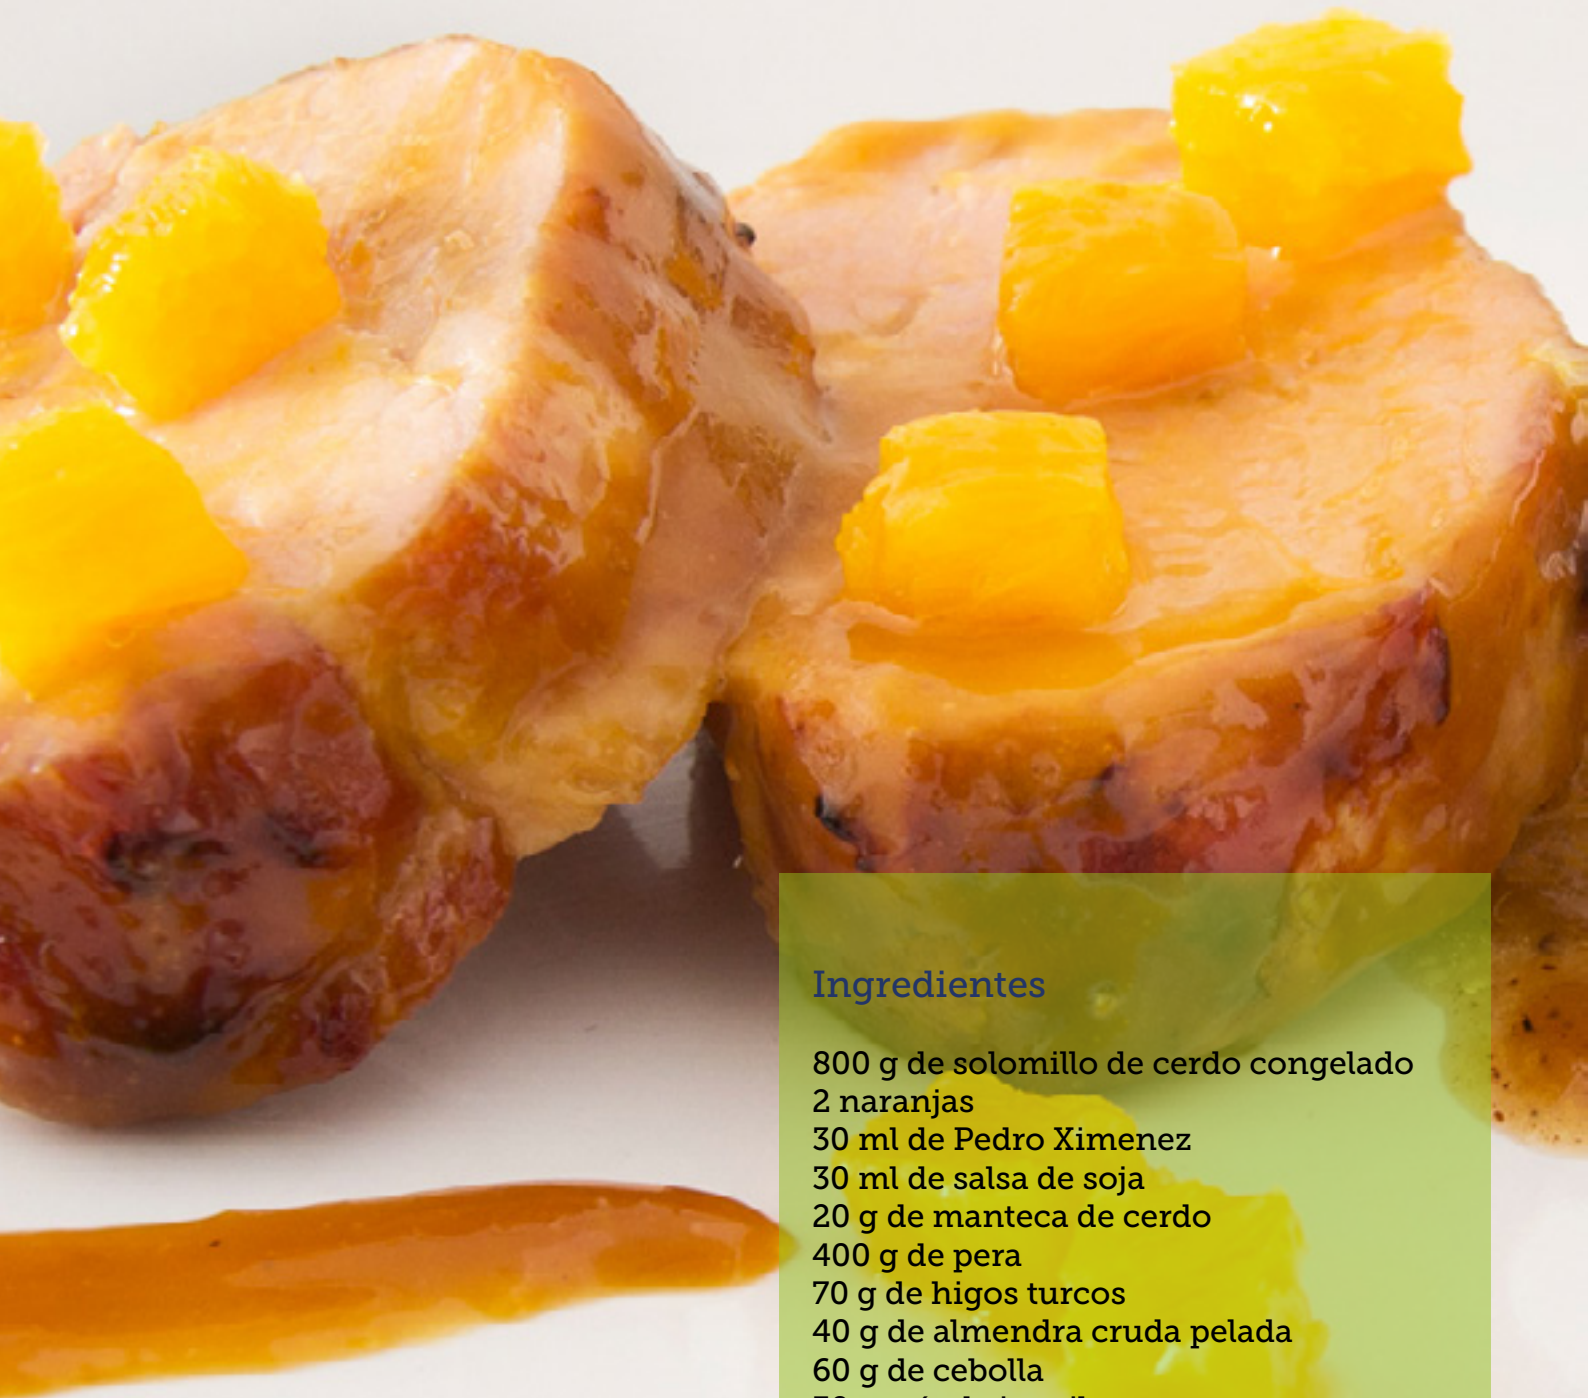 Ingredientes
800 g de solomillo de cerdo congelado
2 naranjas
30 ml de Pedro Ximenez
30 ml de salsa de soja
20 g de manteca de cerdo
400 g de pera
70 g de higos turcos
40 g de almendra cruda pelada
60 g de cebolla